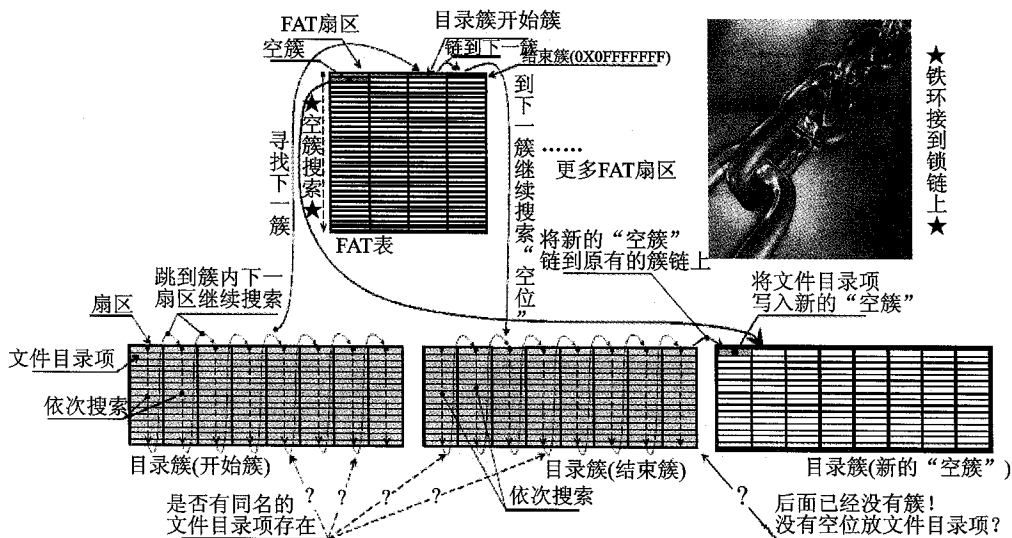 FAT扇区
目录簇开始簇
空簇
链到下一簇
结束簇(0X0FFFFFFF)
寻找下一簇
★空簇搜索★
到下一簇继续搜索“空位”
……
更多FAT扇区
★铁环接到锁链上★
FAT表
将新的“空簇”
链到原有的簇链上
跳到簇内下一
扇区继续搜索
扇区
将文件目录项
写入新的“空簇”
文件目录项
依次搜索
目录簇(开始簇)
目录簇(结束簇)
目录簇(新的“空簇”)
是否有同名的
文件目录项存在
?
?
?
?
依次搜索
?
后面已经没有簇!
没有空位放文件目录项?